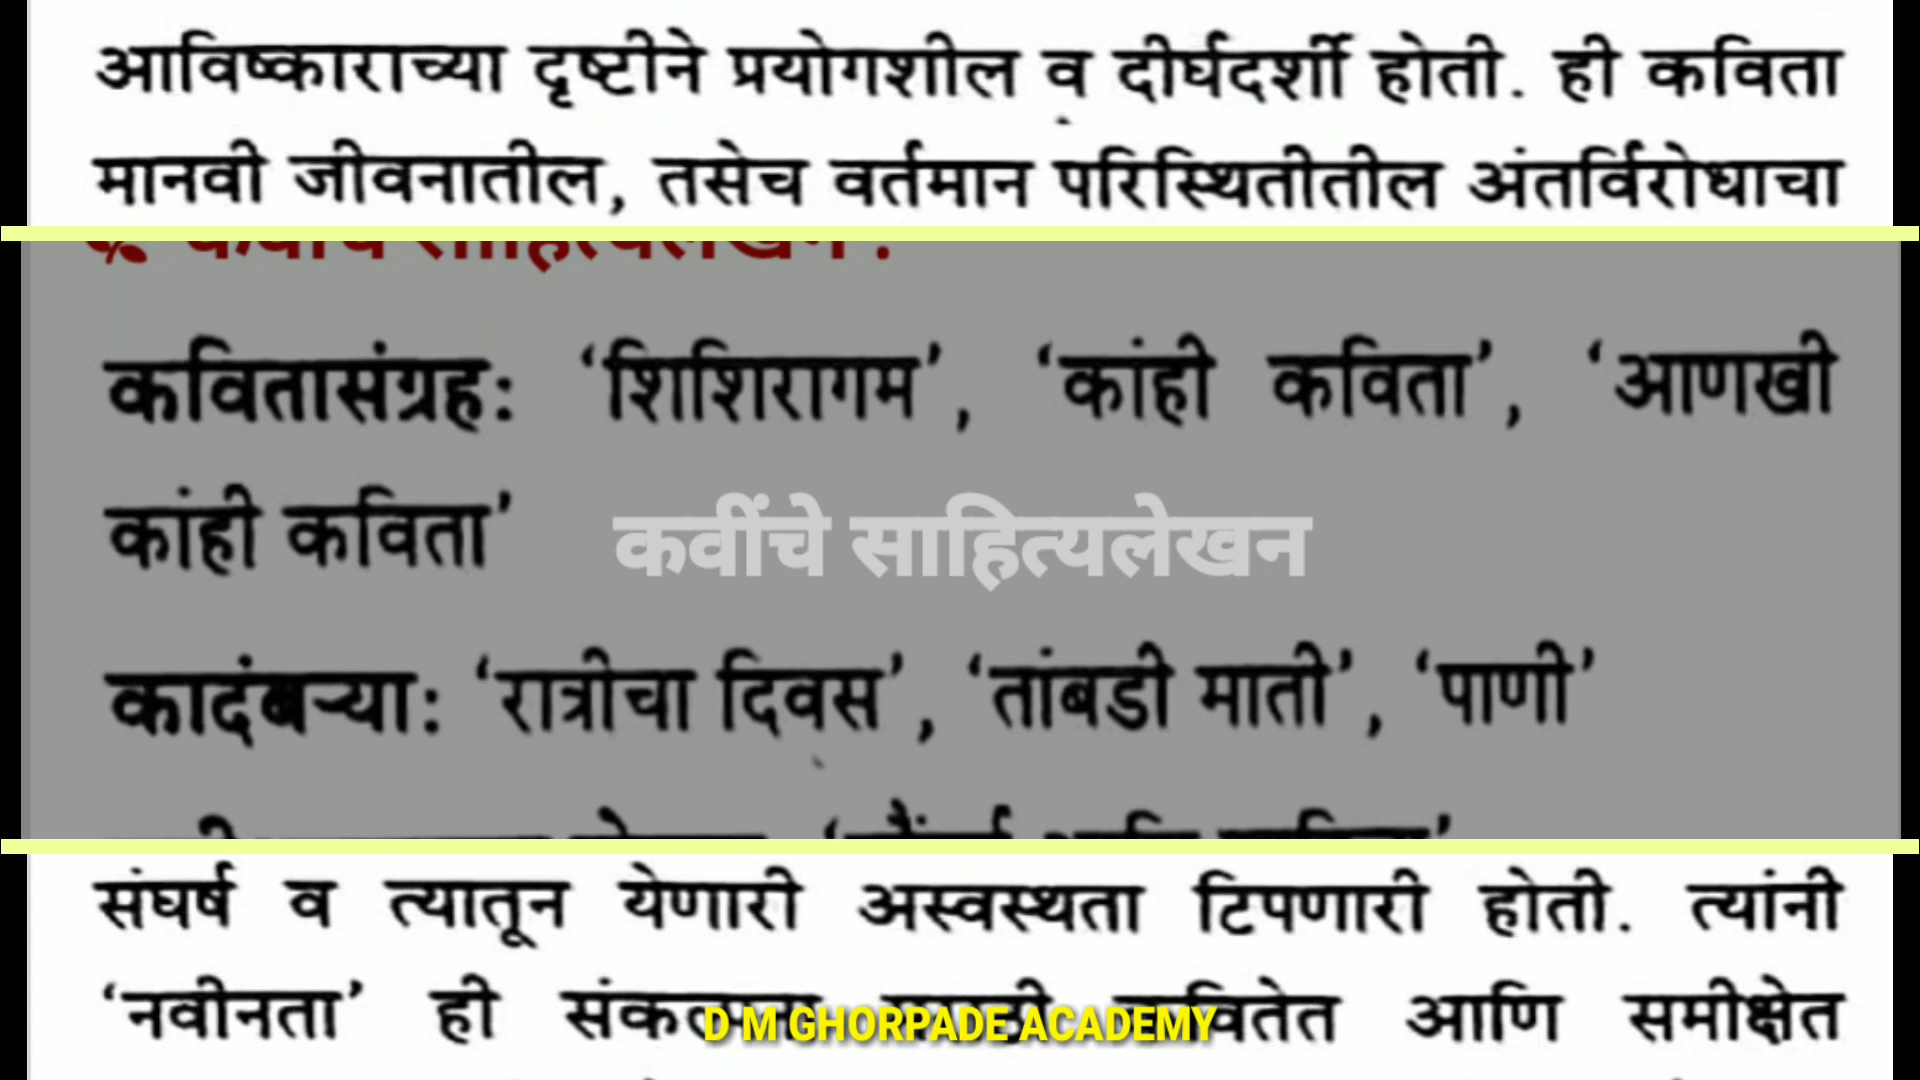 आविष्काराच्या दृष्टीने प्रयोगशील व दीर्घदर्शी होती. ही कविता
मानवी जीवनातील, तसेच वर्तमान परिस्थितीतील अंतर्विरोधाचा
कवितासंग्रह: ‘शिशिरागम’, ‘कांही कविता’, ‘आणखी
कांही कविता’
कवींचे साहित्यलेखन
कादंबऱ्या: ‘रात्रीचा दिवस’, ‘तांबडी माती’, ‘पाणी’
संघर्ष व त्यातून येणारी अस्वस्थता टिपणारी होती. त्यांनी
‘नवीनता’ ही आणि समीक्षेत
D M GHORPADE ACADEMY